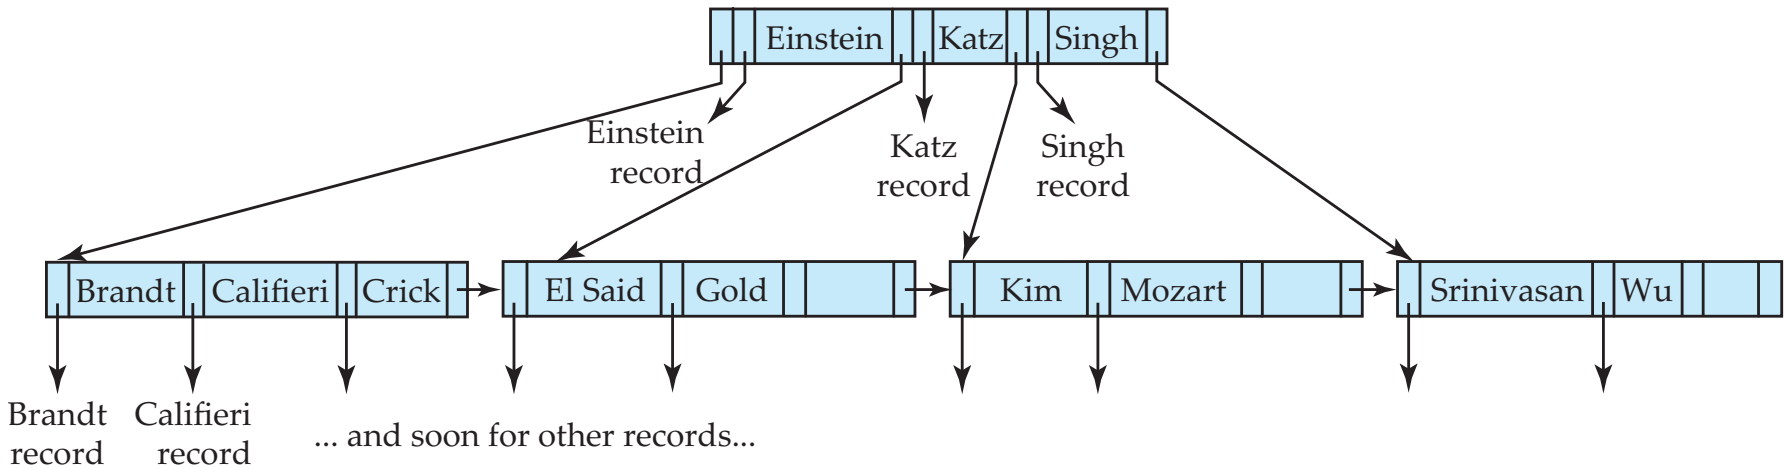 Einstein Katz Singh
Einstein
record
Katz
record
Singh
record
Brandt Califieri Crick El Said Gold Kim Mozart Srinivasan Wu
Brandt
record
Califieri
record
... and soon for other records...